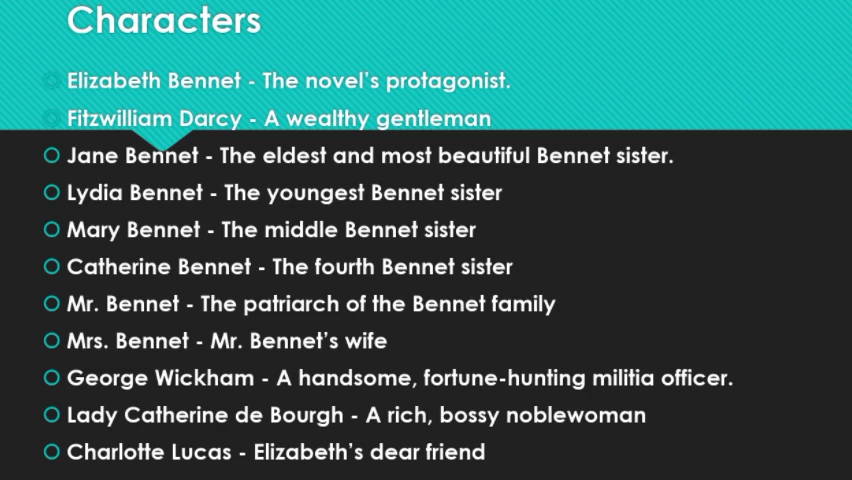 Characters
Elizabeth Bennet - The novel's protagonist.
Fitzwilliam Darcy - A wealthy gentleman
Jane Bennet - The eldest and most beautiful Bennet sister.
Lydia Bennet - The youngest Bennet sister
Mary Bennet - The middle Bennet sister
Catherine Bennet - The fourth Bennet sister
Mr. Bennet - The patriarch of the Bennet family
Mrs. Bennet - Mr. Bennet's wife
George Wickham - A handsome, fortune-hunting militia officer.
Lady Catherine de Bourgh - A rich, bossy noblewoman
Charlotte Lucas - Elizabeth's dear friend